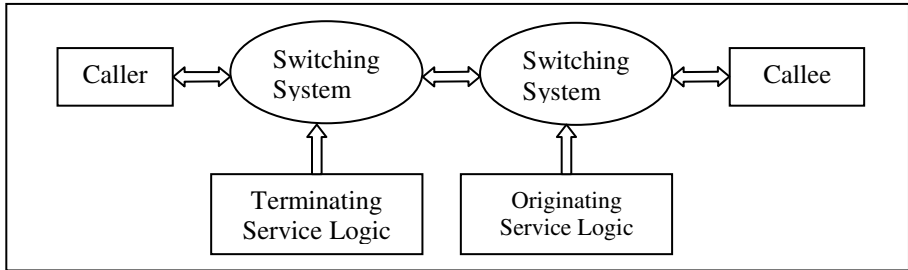 Caller
Switching
System
Switching
System
Callee
Terminating
Service Logic
Originating
Service Logic